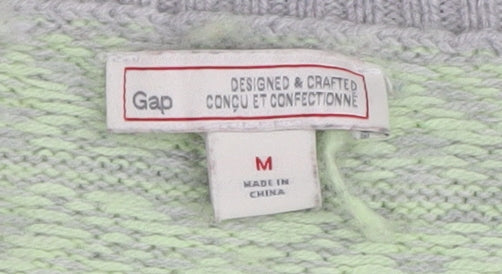 Gap
DESIGNED & CRAFTED
CONÇU ET CONFECTIONNÉ
M
MADE IN
CHINA